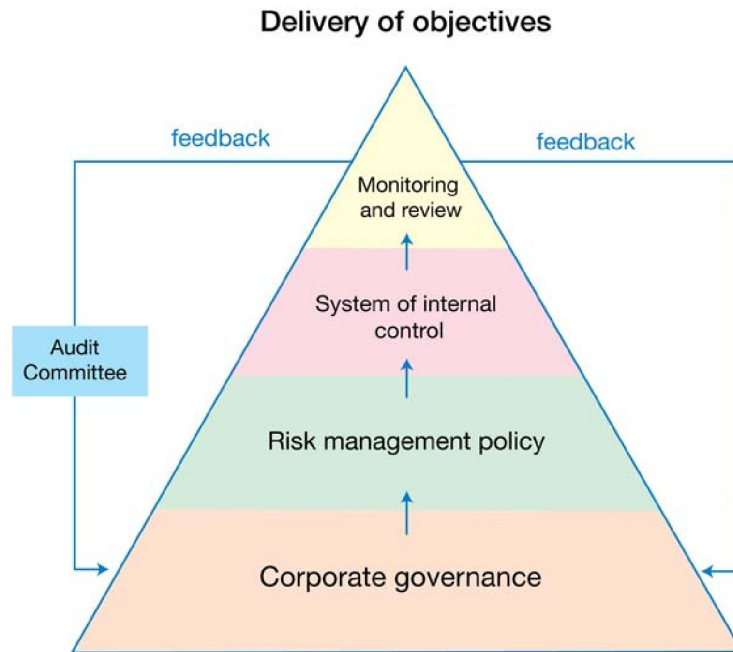 Delivery of objectives
feedback
feedback
Monitoring
and review
System of internal
control
Audit
Committee
Risk management policy
Corporate governance